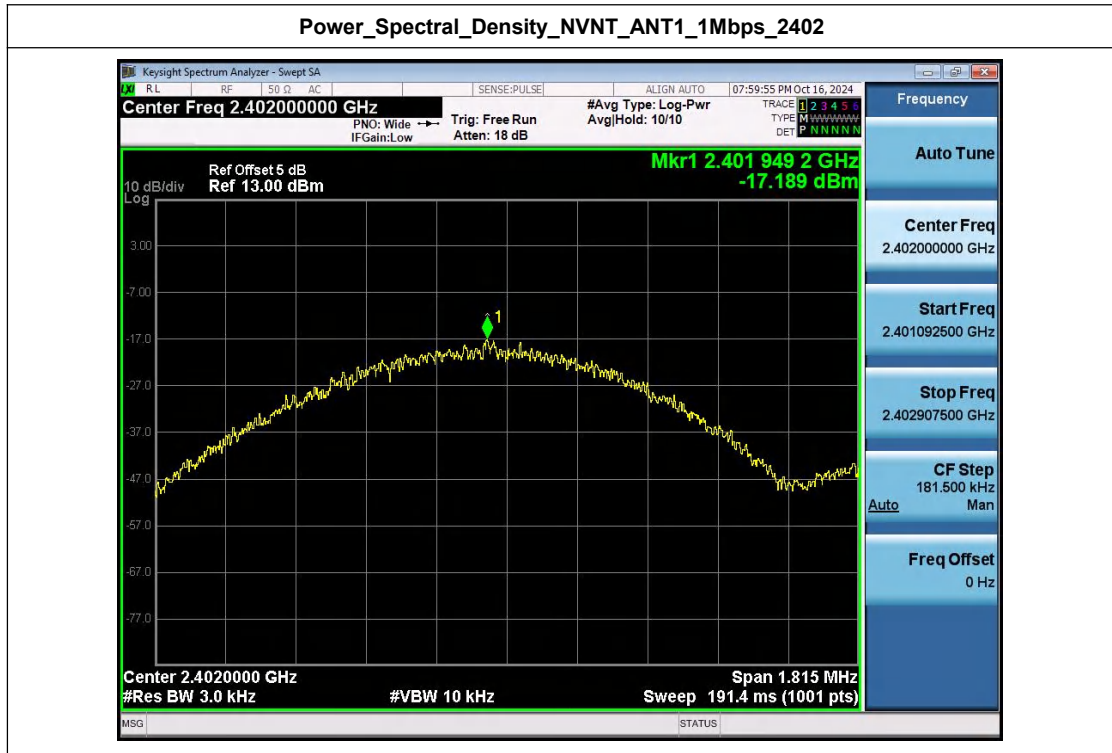 Power_Spectral_Density_NVNT_ANT1_1Mbps_2402
Keysight Spectrum Analyzer - Swept SA
LXI RL RF 50 Ω AC SENSE:PULSE ALIGN AUTO 07:59:55 PM Oct 16, 2024
Center Freq 2.402000000 GHz
PNO: Wide
IFGain:Low
Trig: Free Run
Atten: 18 dB
#Avg Type: Log-Pwr
Avg|Hold: 10/10
TRACE 1 2 3 4 5 6
TYPE M WWWWW
DET P N N N N N
Frequency
Mkr1 2.401 949 2 GHz
-17.189 dBm
Ref Offset 5 dB
10 dB/div Ref 13.00 dBm
Log
3.00
-7.00
-17.0
-27.0
-37.0
-47.0
-57.0
-67.0
-77.0
1
Center 2.4020000 GHz Span 1.815 MHz
#Res BW 3.0 kHz #VBW 10 kHz Sweep 191.4 ms (1001 pts)
Auto Tune
Center Freq
2.402000000 GHz
Start Freq
2.401092500 GHz
Stop Freq
2.402907500 GHz
CF Step
181.500 kHz
Auto Man
Freq Offset
0 Hz
MSG STATUS